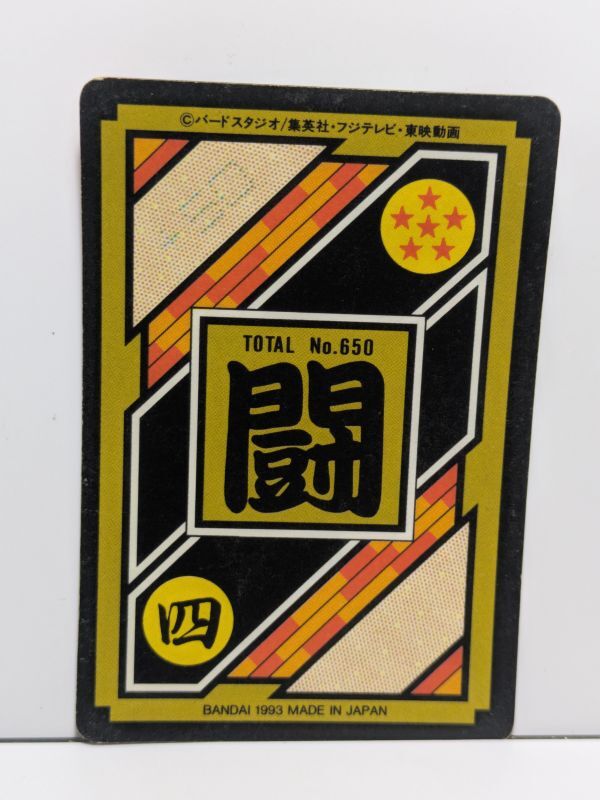 ©バードスタジオ/集英社・フジテレビ・東映動画
TOTAL No.650
闘
四
BANDAI 1993 MADE IN JAPAN